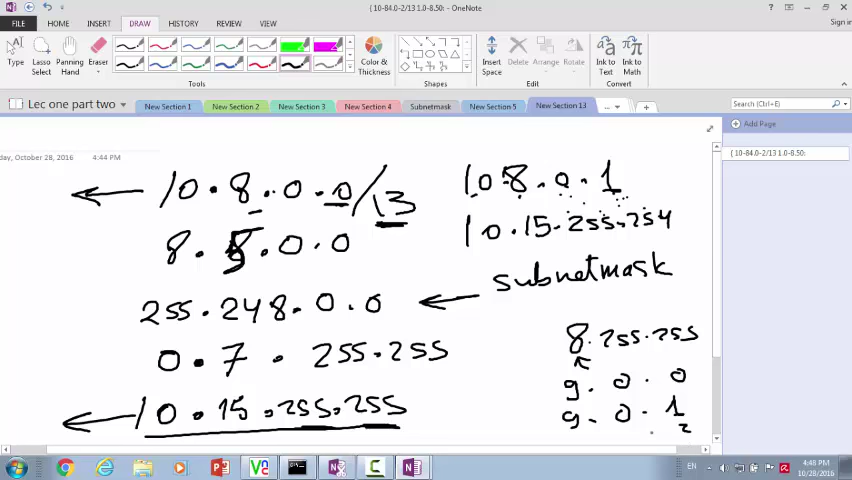 { 10-84.0-2/13 1.0-8.50: - OneNote
FILE HOME INSERT DRAW HISTORY REVIEW VIEW
Sign in
Type Lasso Select Panning Hand Eraser Color & Thickness Insert Space Delete Arrange Rotate Ink to Text Ink to Math
Tools Shapes Edit Convert
Lec one part two New Section 1 New Section 2 New Section 3 New Section 4 Subnetmask New Section 5 New Section 13 ... Search (Ctrl+E)
Add Page
{ 10-84.0-2/13 1.0-8.50:
day, October 28, 2016 4:44 PM
10.8.0.0/13
10.8.0.1
8. .0.0
10.15.255.254
255.248.0.0
subnetmask
0.7.255.255
8.255.255
9.0.0
10.15.255.255
9.0.1
2
EN 4:48 PM
10/28/2016